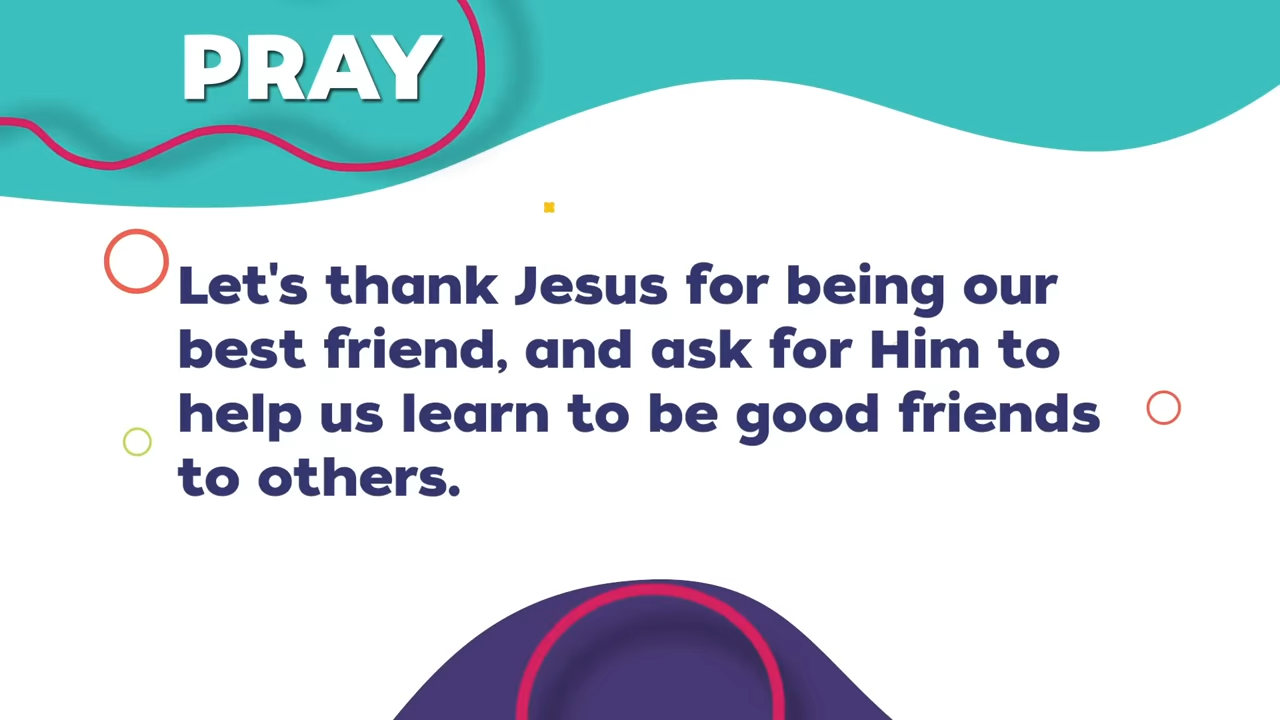 PRAY
Let's thank Jesus for being our
best friend, and ask for Him to
help us learn to be good friends
to others.